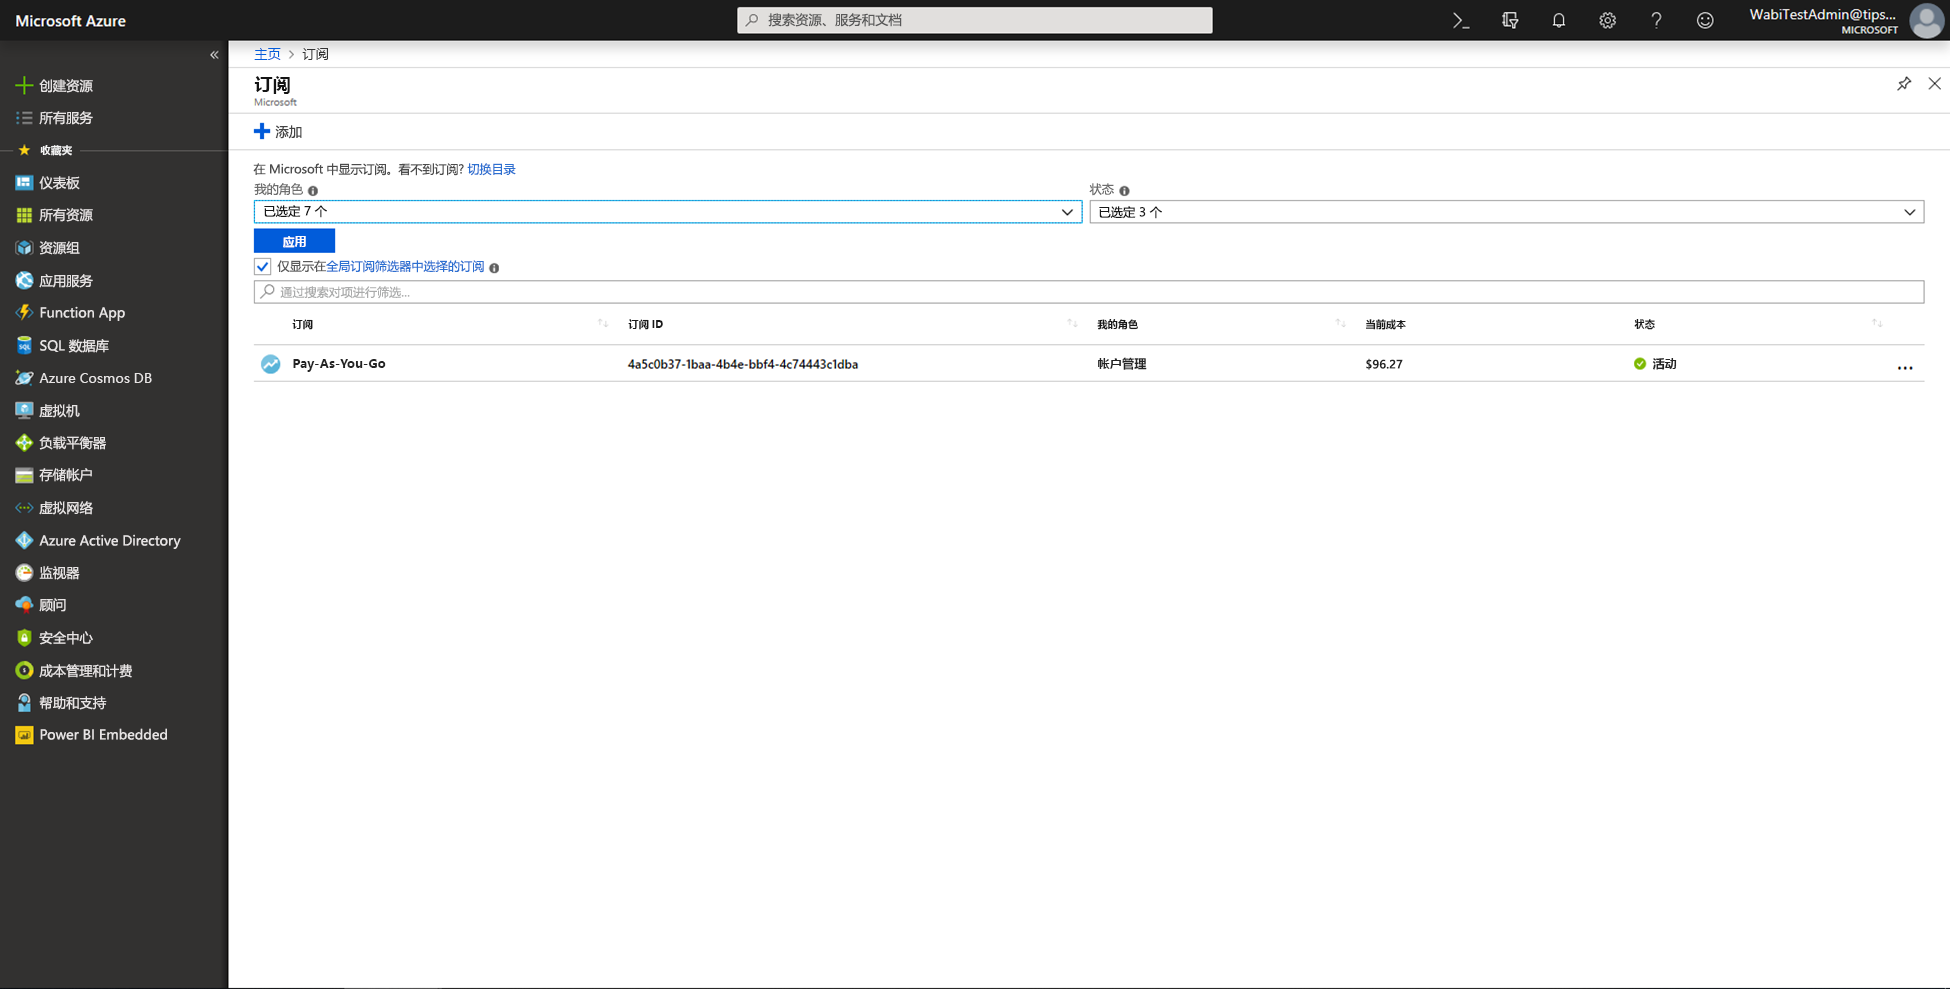 Microsoft Azure
搜索资源、服务和文档
WabiTestAdmin@tips...
MICROSOFT
创建资源
所有服务
收藏夹
仪表板
所有资源
资源组
应用服务
Function App
SQL 数据库
Azure Cosmos DB
虚拟机
负载平衡器
存储帐户
虚拟网络
Azure Active Directory
监视器
顾问
安全中心
成本管理和计费
帮助和支持
Power BI Embedded
主页 > 订阅
订阅
Microsoft
添加
在 Microsoft 中显示订阅。看不到订阅? 切换目录
我的角色 状态
已选定 7 个 已选定 3 个
应用
仅显示在全局订阅筛选器中选择的订阅
通过搜索对项进行筛选...
订阅 订阅 ID 我的角色 当前成本 状态
Pay-As-You-Go 4a5c0b37-1baa-4b4e-bbf4-4c74443c1dba 帐户管理 $96.27 活动 ...